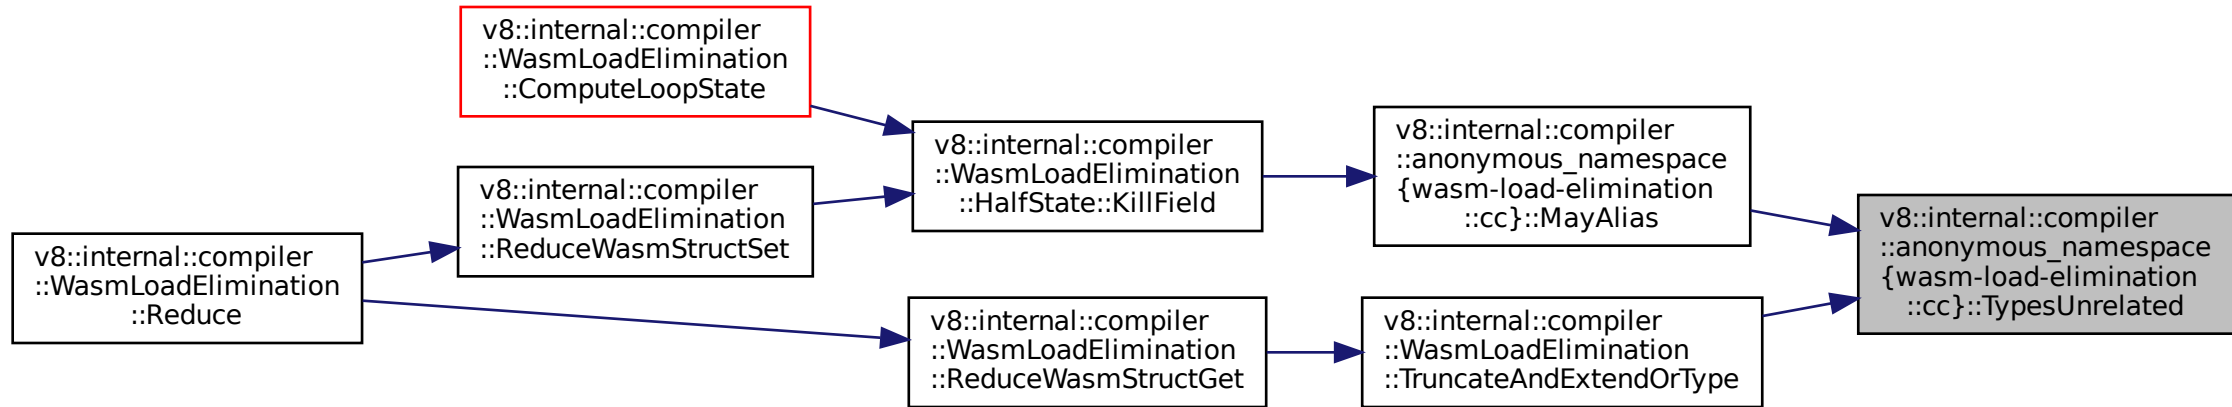 v8::internal::compiler
::WasmLoadElimination
::ComputeLoopState
v8::internal::compiler
::WasmLoadElimination
::ReduceWasmStructSet
v8::internal::compiler
::WasmLoadElimination
::Reduce
v8::internal::compiler
::WasmLoadElimination
::HalfState::KillField
v8::internal::compiler
::WasmLoadElimination
::ReduceWasmStructGet
v8::internal::compiler
::anonymous_namespace
{wasm-load-elimination
::cc}::MayAlias
v8::internal::compiler
::WasmLoadElimination
::TruncateAndExtendOrType
v8::internal::compiler
::anonymous_namespace
{wasm-load-elimination
::cc}::TypesUnrelated